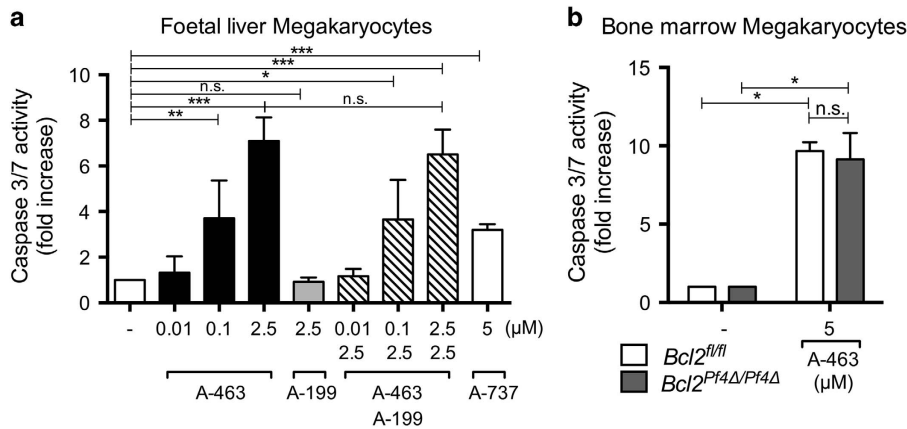 a
Foetal liver Megakaryocytes
***
***
*
n.s.
***
n.s.
**
Caspase 3/7 activity
(fold increase)
10
8
6
4
2
0
- 0.01 0.1 2.5 2.5 0.01 0.1 2.5 5 (μM)
2.5 2.5 2.5
A-463 A-199 A-463 A-737
A-199
b
Bone marrow Megakaryocytes
*
*
n.s.
Caspase 3/7 activity
(fold increase)
15
10
5
0
- 5
A-463
(μM)
Bcl2fl/fl
Bcl2Pf4Δ/Pf4Δ